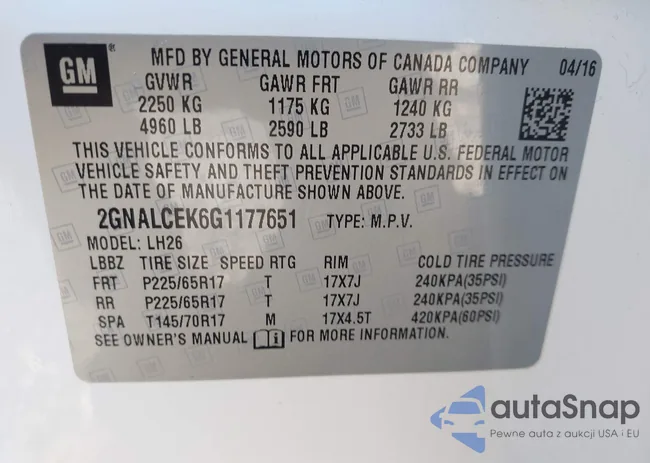 GM ®
MFD BY GENERAL MOTORS OF CANADA COMPANY 04/16
GVWR GAWR FRT GAWR RR
2250 KG 1175 KG 1240 KG
4960 LB 2590 LB 2733 LB
THIS VEHICLE CONFORMS TO ALL APPLICABLE U.S. FEDERAL MOTOR
VEHICLE SAFETY AND THEFT PREVENTION STANDARDS IN EFFECT ON
THE DATE OF MANUFACTURE SHOWN ABOVE.
2GNALCEK6G1177651 TYPE: M.P.V.
MODEL: LH26
LBBZ TIRE SIZE SPEED RTG RIM COLD TIRE PRESSURE
FRT P225/65R17 T 17X7J 240KPA(35PSI)
RR P225/65R17 T 17X7J 240KPA(35PSI)
SPA T145/70R17 M 17X4.5T 420KPA(60PSI)
SEE OWNER'S MANUAL i FOR MORE INFORMATION.
autoSnap
Pewne auta z aukcji USA i EU